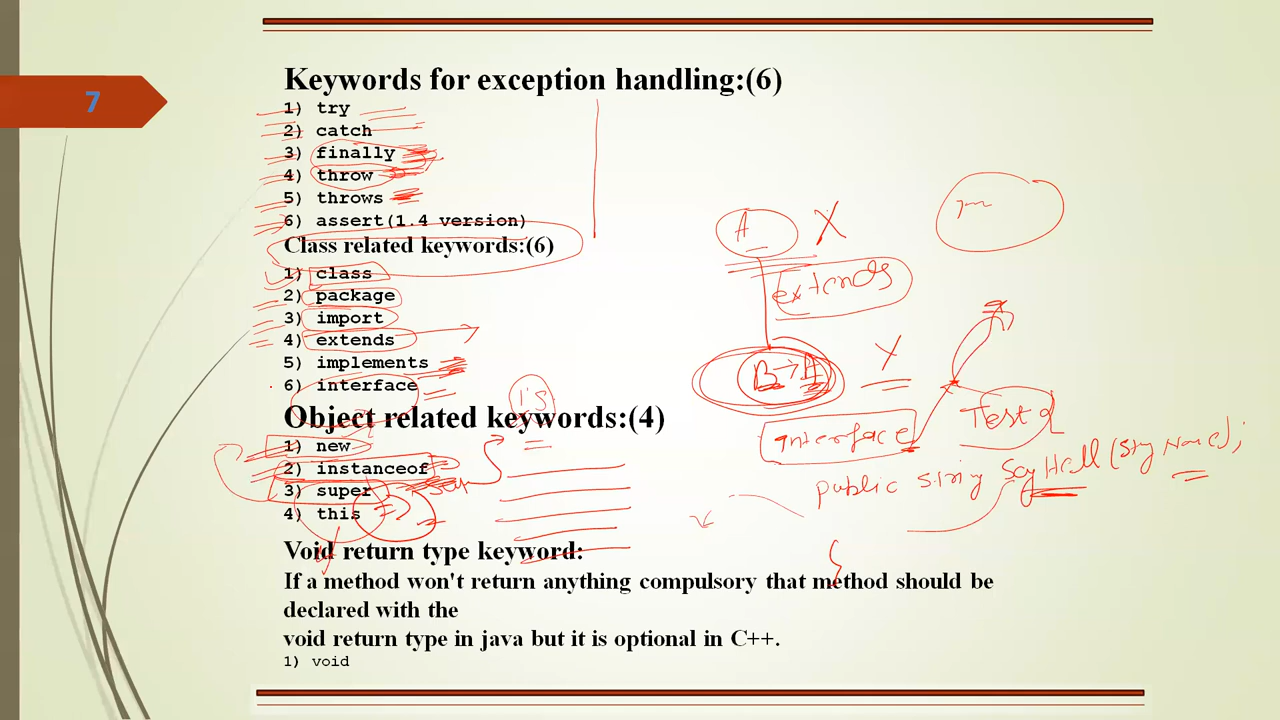 7
Keywords for exception handling:(6)
1) try
2) catch
3) finally
4) throw
5) throws
6) assert(1.4 version)
Class related keywords:(6)
1) class
2) package
3) import
4) extends
5) implements
6) interface
Object related keywords:(4)
1) new
2) instanceof
3) super
4) this
Void return type keyword:
If a method won't return anything compulsory that method should be
declared with the
void return type in java but it is optional in C++.
1) void
A X
extends
B → A Y
interface
Test
public string